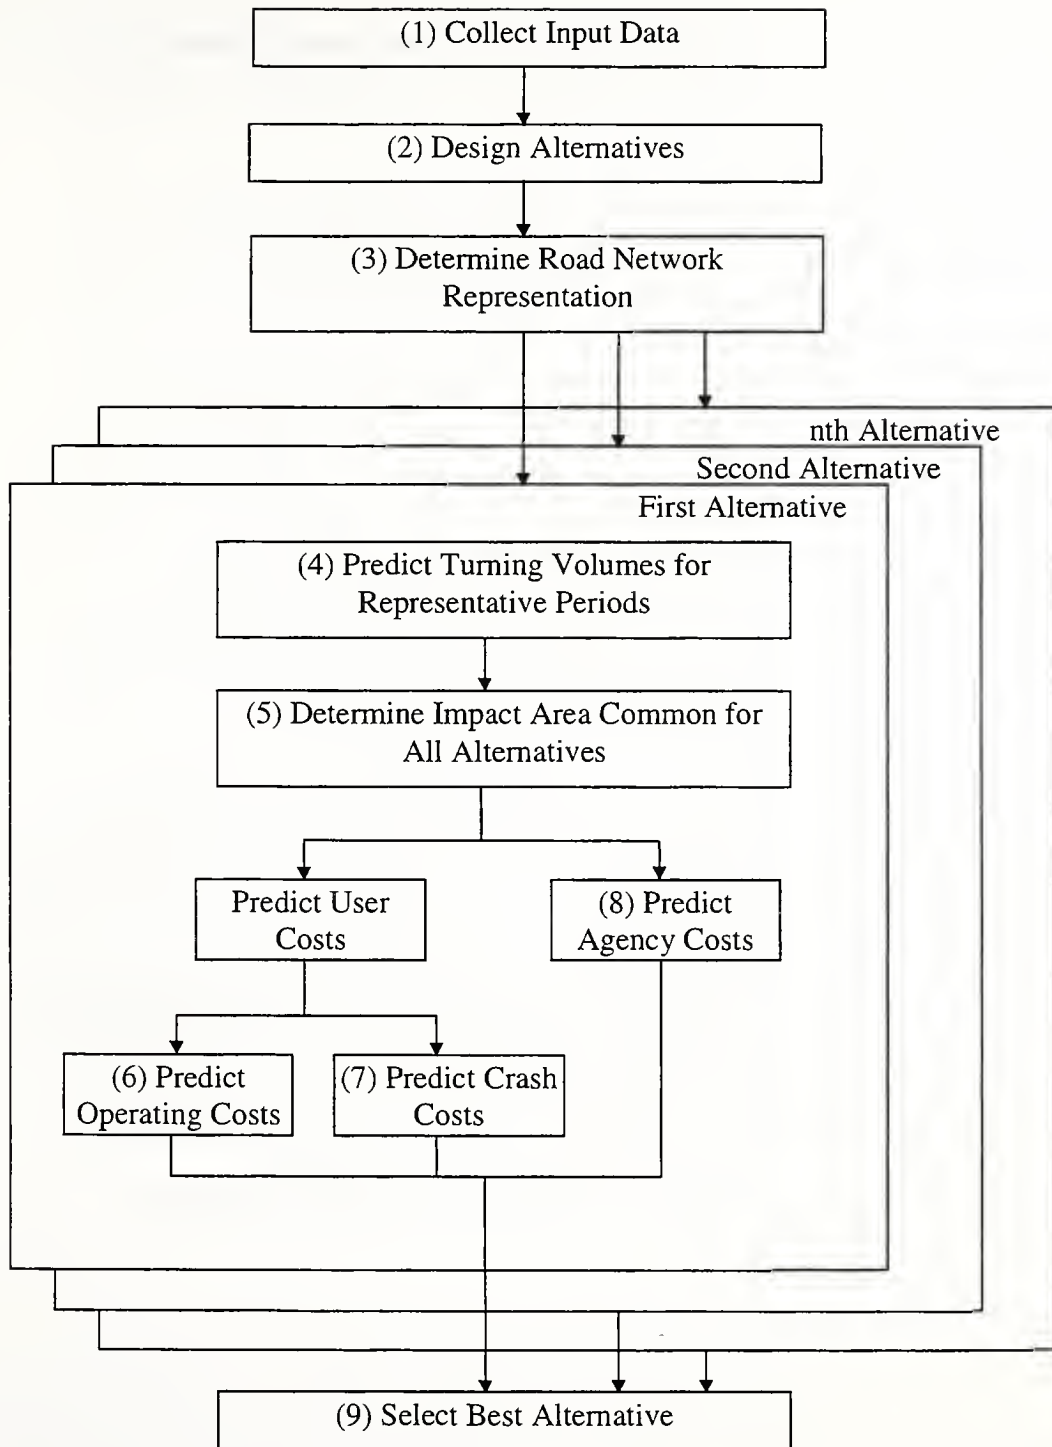 (1) Collect Input Data
(2) Design Alternatives
(3) Determine Road Network
Representation
nth Alternative
Second Alternative
First Alternative
(4) Predict Turning Volumes for
Representative Periods
(5) Determine Impact Area Common for
All Alternatives
Predict User
Costs
(8) Predict
Agency Costs
(6) Predict
Operating Costs
(7) Predict Crash
Costs
(9) Select Best Alternative